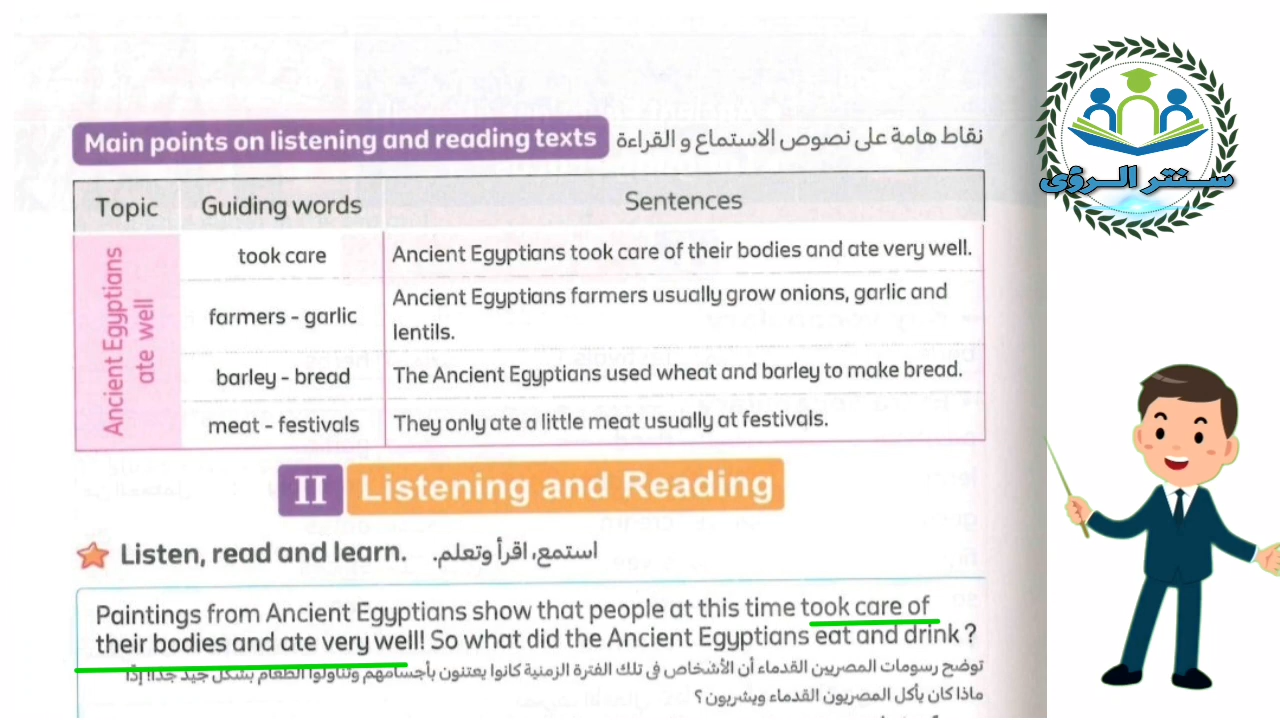 Main points on listening and reading texts نقاط هامة على نصوص الاستماع و القراءة
سنتر الرؤى
Topic Guiding words Sentences
Ancient Egyptians
ate well
took care Ancient Egyptians took care of their bodies and ate very well.
farmers - garlic Ancient Egyptians farmers usually grow onions, garlic and
lentils.
barley - bread The Ancient Egyptians used wheat and barley to make bread.
meat - festivals They only ate a little meat usually at festivals.
II Listening and Reading
Listen, read and learn. استمع، اقرأ وتعلم.
Paintings from Ancient Egyptians show that people at this time took care of
their bodies and ate very well! So what did the Ancient Egyptians eat and drink ?
توضح رسومات المصريين القدماء أن الأشخاص فى تلك الفترة الزمنية كانوا يعتنون بأجسامهم وتناولوا الطعام بشكل جيد جدًا! إذًا
ماذا كان يأكل المصريون القدماء ويشربون ؟